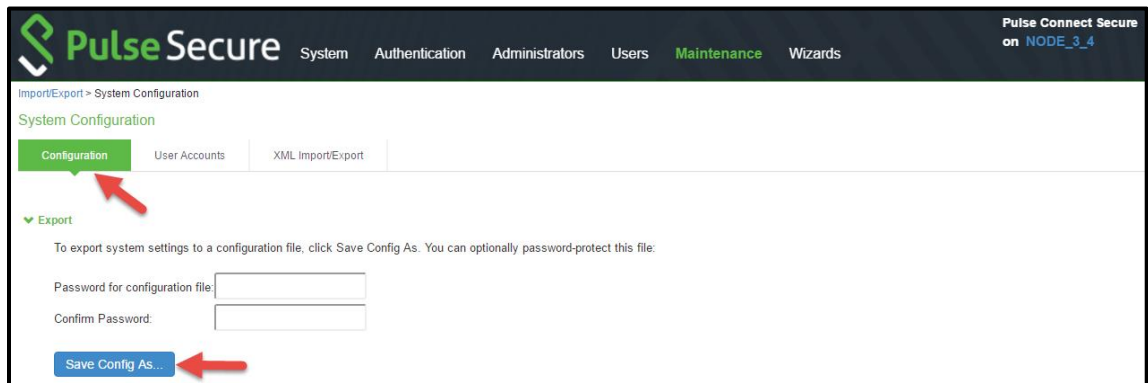 Pulse Secure System Authentication Administrators Users Maintenance Wizards
Pulse Connect Secure
on NODE_3_4
Import/Export > System Configuration
System Configuration
Configuration User Accounts XML Import/Export
Export
To export system settings to a configuration file, click Save Config As. You can optionally password-protect this file:
Password for configuration file:
Confirm Password:
Save Config As...